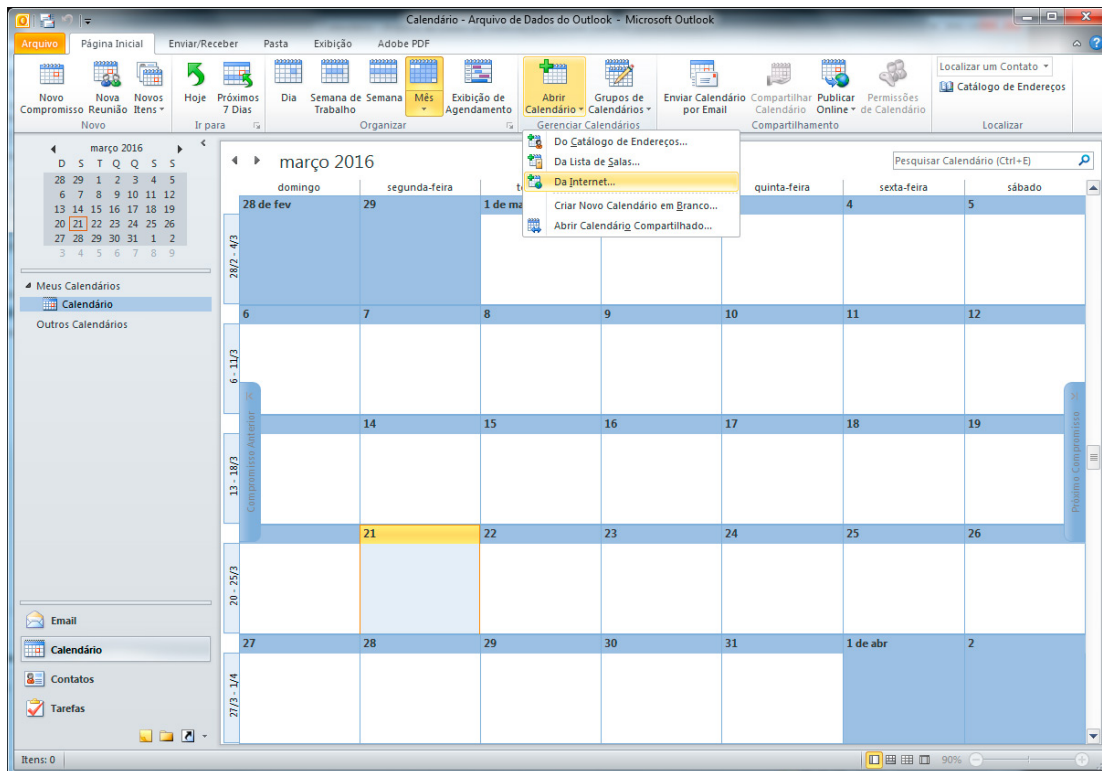 Calendário - Arquivo de Dados do Outlook - Microsoft Outlook
Arquivo Página Inicial Enviar/Receber Pasta Exibição Adobe PDF
Novo Compromisso
Nova Reunião
Novos Itens
Novo
Hoje
Próximos 7 Dias
Ir para
Dia
Semana de Trabalho
Semana
Mês
Exibição de Agendamento
Organizar
Abrir Calendário
Grupos de Calendários
Gerenciar Calendários
Enviar Calendário por Email
Compartilhar Calendário
Publicar Online
Permissões de Calendário
Compartilhamento
Localizar um Contato
Catálogo de Endereços
Localizar
Do Catálogo de Endereços...
Da Lista de Salas...
Da Internet...
Criar Novo Calendário em Branco...
Abrir Calendário Compartilhado...
março 2016
D S T Q Q S S
28 29 1 2 3 4 5
6 7 8 9 10 11 12
13 14 15 16 17 18 19
20 21 22 23 24 25 26
27 28 29 30 31 1 2
3 4 5 6 7 8 9
Meus Calendários
Calendário
Outros Calendários
Email
Calendário
Contatos
Tarefas
março 2016
Pesquisar Calendário (Ctrl+E)
domingo segunda-feira quinta-feira sexta-feira sábado
28 de fev 29 1 de ma 4 5
28/2 - 4/3
6 7 8 9 10 11 12
6 - 11/3
14 15 16 17 18 19
13 - 18/3
Compromisso Anterior
Próximo Compromisso
21 22 23 24 25 26
20 - 25/3
27 28 29 30 31 1 de abr 2
27/3 - 1/4
Itens: 0
90%